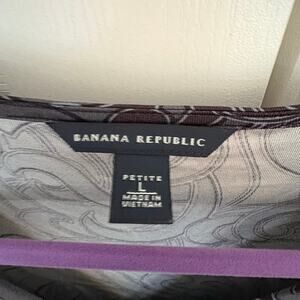 BANANA REPUBLIC
PETITE
L
MADE IN
VIETNAM